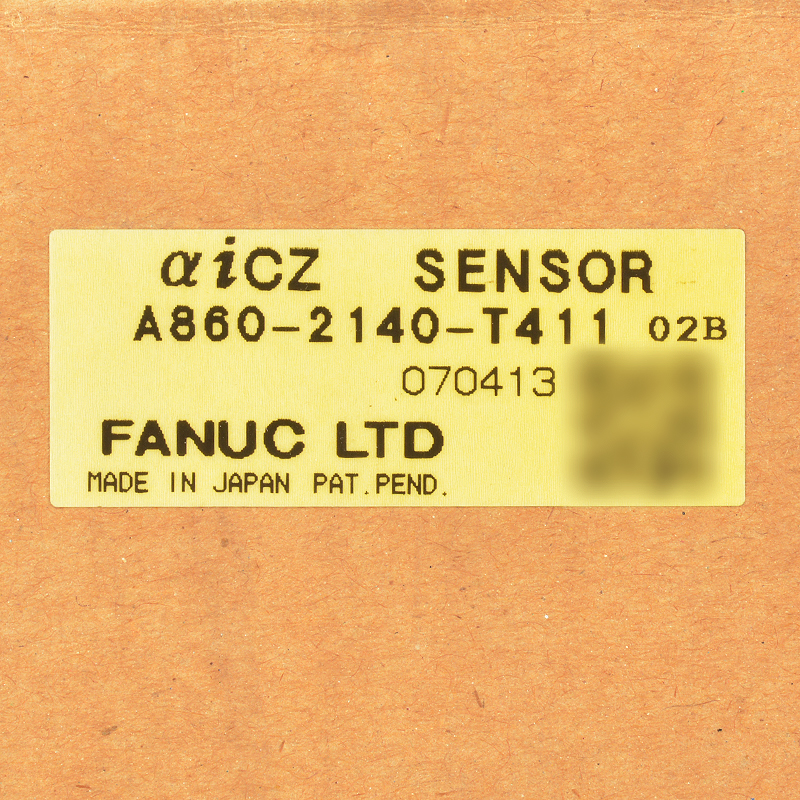 αiCZ SENSOR
A860-2140-T411 02B
070413
FANUC LTD
MADE IN JAPAN PAT.PEND.